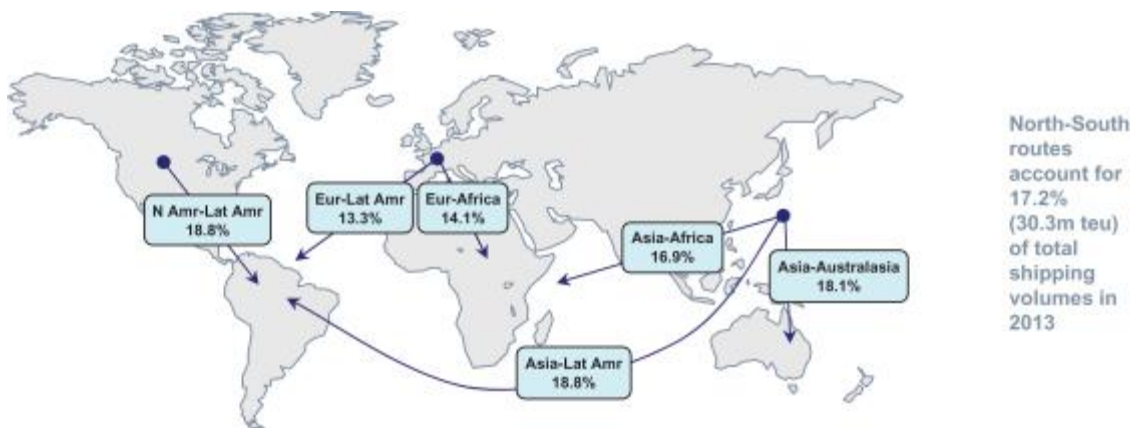 N Amr-Lat Amr
18.8%
Eur-Lat Amr
13.3%
Eur-Africa
14.1%
Asia-Africa
16.9%
Asia-Australasia
18.1%
Asia-Lat Amr
18.8%
North-South
routes
account for
17.2%
(30.3m teu)
of total
shipping
volumes in
2013